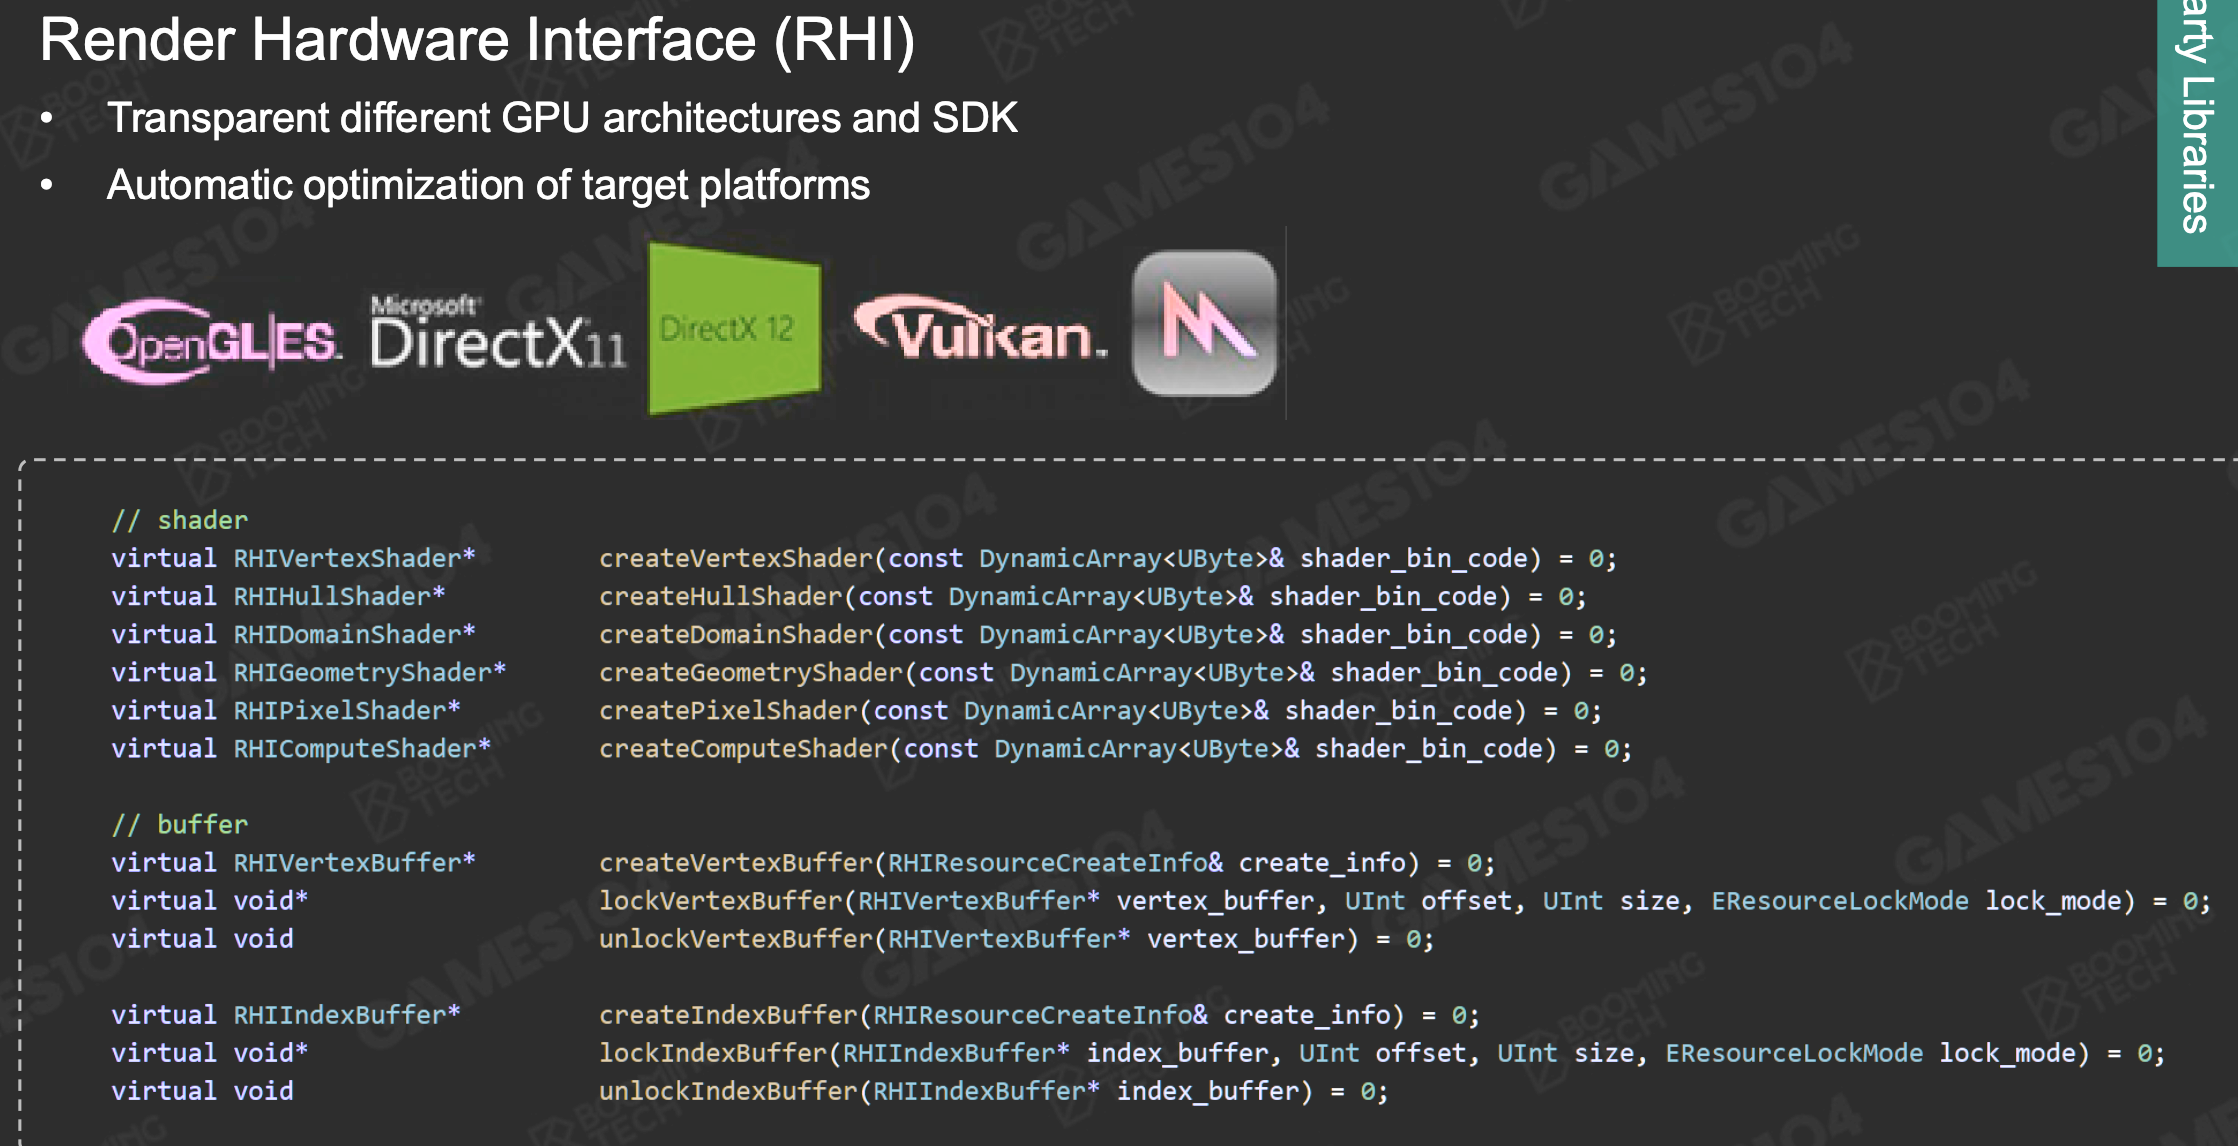 Render Hardware Interface (RHI)
• Transparent different GPU architectures and SDK
• Automatic optimization of target platforms
arty Libraries
OpenGL|ES.
Microsoft
DirectX11
DirectX 12
Vulkan.
// shader
virtual RHIVertexShader* createVertexShader(const DynamicArray<UByte>& shader_bin_code) = 0;
virtual RHIHullShader* createHullShader(const DynamicArray<UByte>& shader_bin_code) = 0;
virtual RHIDomainShader* createDomainShader(const DynamicArray<UByte>& shader_bin_code) = 0;
virtual RHIGeometryShader* createGeometryShader(const DynamicArray<UByte>& shader_bin_code) = 0;
virtual RHIPixelShader* createPixelShader(const DynamicArray<UByte>& shader_bin_code) = 0;
virtual RHIComputeShader* createComputeShader(const DynamicArray<UByte>& shader_bin_code) = 0;
// buffer
virtual RHIVertexBuffer* createVertexBuffer(RHIResourceCreateInfo& create_info) = 0;
virtual void* lockVertexBuffer(RHIVertexBuffer* vertex_buffer, UInt offset, UInt size, EResourceLockMode lock_mode) = 0;
virtual void unlockVertexBuffer(RHIVertexBuffer* vertex_buffer) = 0;
virtual RHIIndexBuffer* createIndexBuffer(RHIResourceCreateInfo& create_info) = 0;
virtual void* lockIndexBuffer(RHIIndexBuffer* index_buffer, UInt offset, UInt size, EResourceLockMode lock_mode) = 0;
virtual void unlockIndexBuffer(RHIIndexBuffer* index_buffer) = 0;
GAMES104
BOOMING
TECH